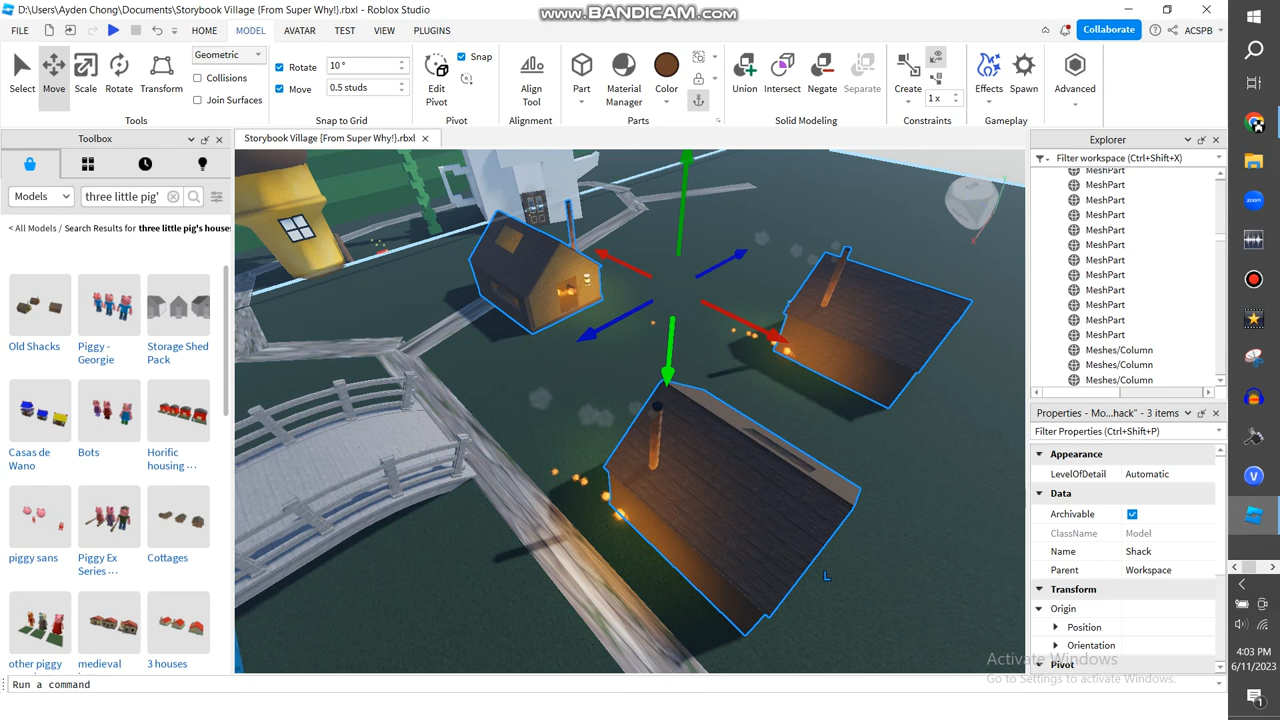 D:\Users\Ayden Chong\Documents\Storybook Village {From Super Why!}.rbxl - Roblox Studio
www.BANDICAM.com
FILE HOME MODEL AVATAR TEST VIEW PLUGINS Collaborate ACSPB
Geometric
Collisions
Join Surfaces
Select Move Scale Rotate Transform
Rotate 10 °
Move 0.5 studs
Edit Pivot
Snap
Align Tool
Part
Material Manager
Color
Union Intersect Negate Separate
Create
1 x
Effects Spawn
Advanced
Tools Snap to Grid Pivot Alignment Parts Solid Modeling Constraints Gameplay
Toolbox
Storybook Village {From Super Why!}.rbxl
Explorer
Models three little pig'
Filter workspace (Ctrl+Shift+X)
< All Models / Search Results for three little pig's houses
Old Shacks
Piggy - Georgie
Storage Shed Pack
Casas de Wano
Bots
Horific housing ...
piggy sans
Piggy Ex Series ...
Cottages
other piggy
medieval
3 houses
MeshPart
MeshPart
MeshPart
MeshPart
MeshPart
MeshPart
MeshPart
MeshPart
MeshPart
MeshPart
MeshPart
MeshPart
Meshes/Column
Meshes/Column
Meshes/Column
Properties - Mo...hack" - 3 items
Filter Properties (Ctrl+Shift+P)
Appearance
LevelOfDetail Automatic
Data
Archivable
ClassName Model
Name Shack
Parent Workspace
Transform
Origin
Position
Orientation
Pivot
L
Activate Windows
Go to Settings to activate Windows.
Run a command
zoom
V
4:03 PM
6/11/2023
1